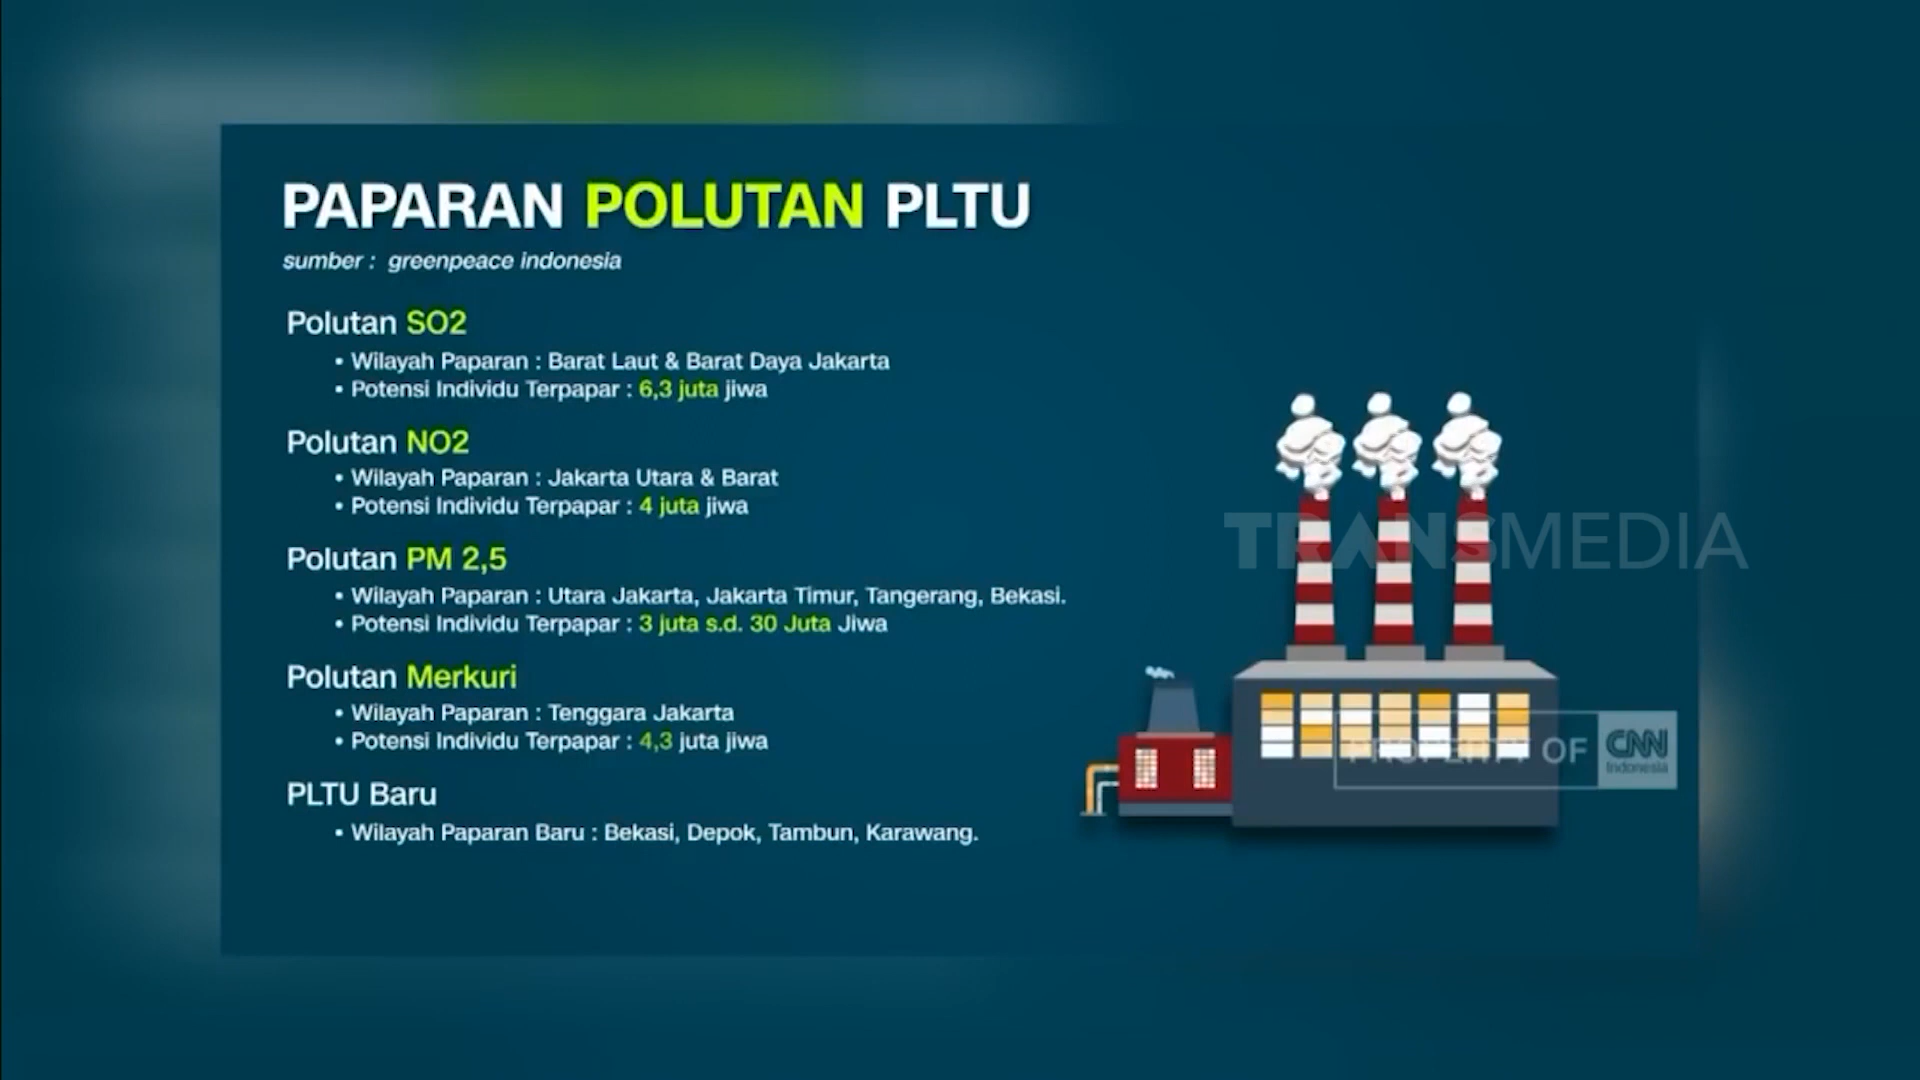 PAPARAN POLUTAN PLTU
sumber : greenpeace indonesia
Polutan SO2
• Wilayah Paparan : Barat Laut & Barat Daya Jakarta
• Potensi Individu Terpapar : 6,3 juta jiwa
Polutan NO2
• Wilayah Paparan : Jakarta Utara & Barat
• Potensi Individu Terpapar : 4 juta jiwa
Polutan PM 2,5
• Wilayah Paparan : Utara Jakarta, Jakarta Timur, Tangerang, Bekasi.
• Potensi Individu Terpapar : 3 juta s.d. 30 Juta Jiwa
Polutan Merkuri
• Wilayah Paparan : Tenggara Jakarta
• Potensi Individu Terpapar : 4,3 juta jiwa
PLTU Baru
• Wilayah Paparan Baru : Bekasi, Depok, Tambun, Karawang.
TRANSMEDIA
PROPERTY OF CNN Indonesia